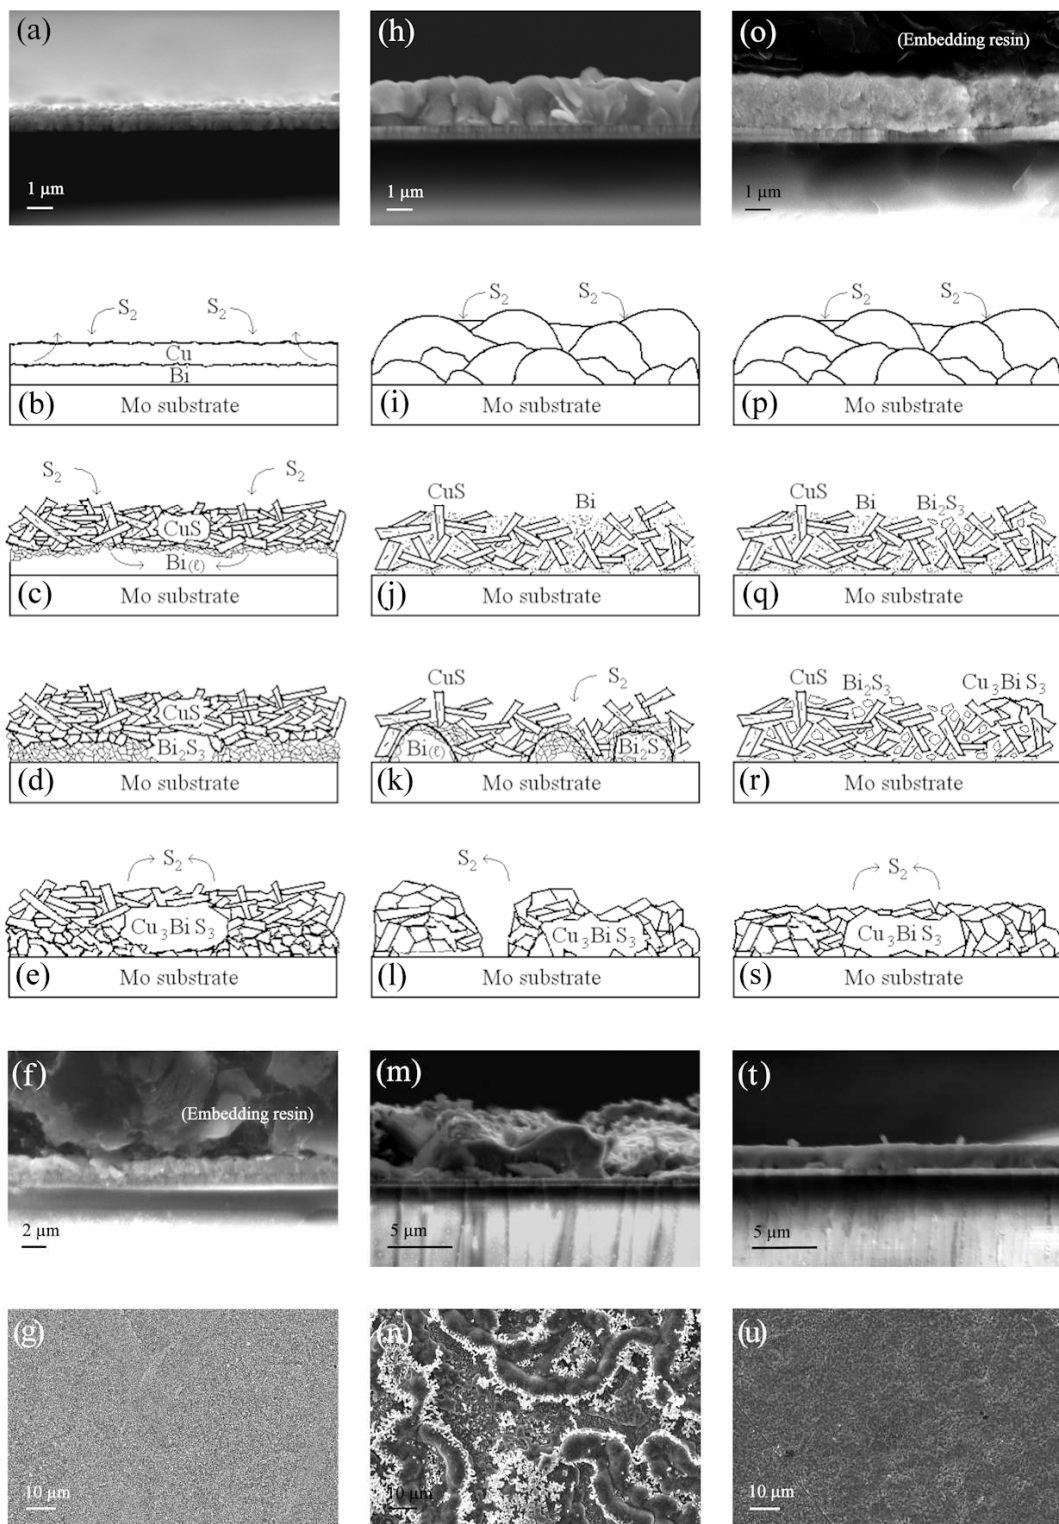 (a)
(h)
(o)
(Embedding resin)
1 µm
1 µm
1 µm
S2 S2
S2 S2
S2 S2
Cu
Bi
(b) Mo substrate
(i) Mo substrate
(p) Mo substrate
S2 S2
CuS
Bi(ℓ)
(c) Mo substrate
CuS Bi
(j) Mo substrate
CuS Bi Bi2S3
(q) Mo substrate
CuS
Bi2S3
(d) Mo substrate
CuS S2
Bi(ℓ) Bi2S3
(k) Mo substrate
CuS Bi2S3 Cu3BiS3
(r) Mo substrate
S2
Cu3BiS3
(e) Mo substrate
S2
Cu3BiS3
(l) Mo substrate
S2
Cu3BiS3
(s) Mo substrate
(f)
(Embedding resin)
2 µm
(m)
5 µm
(t)
5 µm
(g)
10 µm
(n)
10 µm
(u)
10 µm